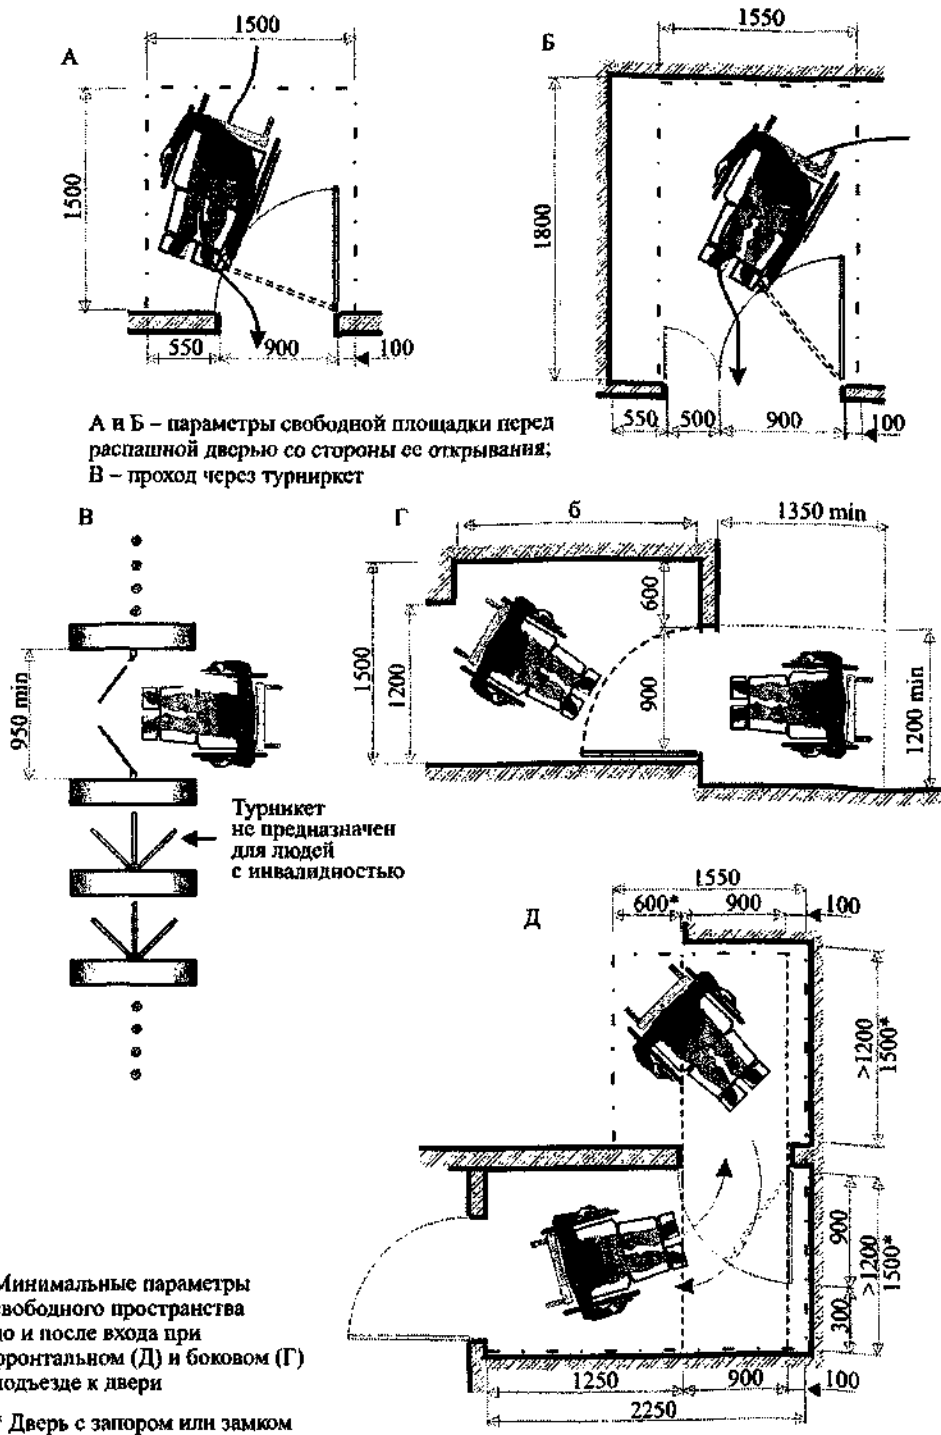 А
1500
1500
550
900
100
Б
1550
1800
550
500
900
100
А и Б – параметры свободной площадки перед
распашной дверью со стороны ее открывания;
В – проход через турниркет
В
950 min
Турникет
не предназначен
для людей
с инвалидностью
Г
б
1350 min
1500
1200
600
900
1200 min
Д
1550
600*
900
100
>1200
1500*
900
300
>1200
1500*
1250
900
100
2250
Минимальные параметры
свободного пространства
до и после входа при
фронтальном (Д) и боковом (Г)
подъезде к двери
* Дверь с запором или замком